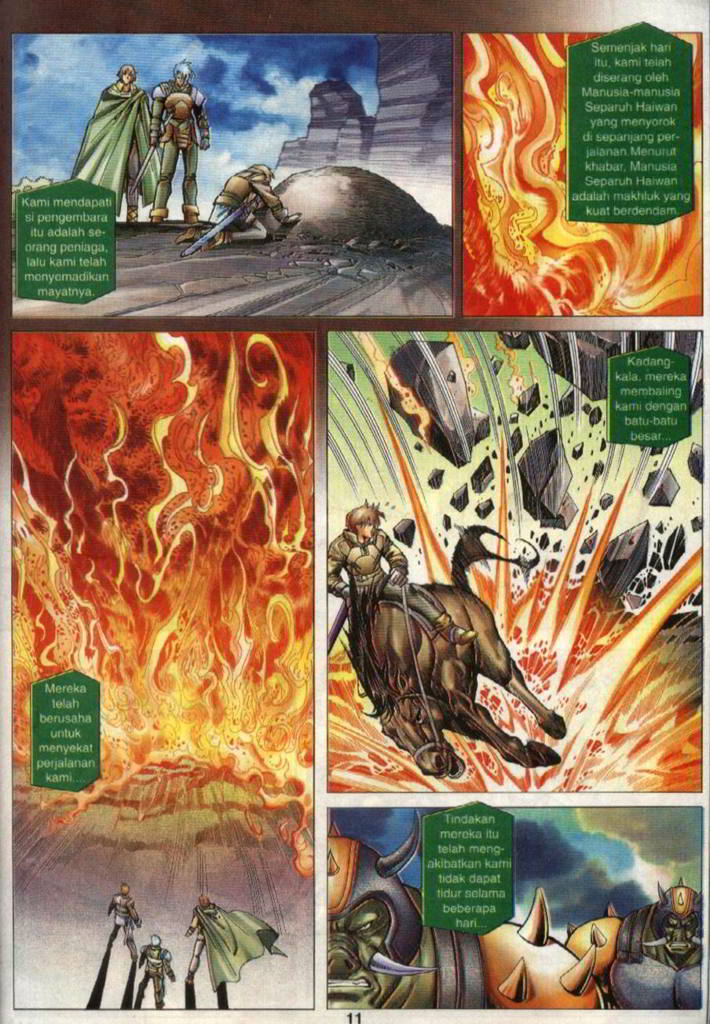 Kami mendapati
si pengembara
itu adalah se-
orang peniaga,
lalu kami telah
menyemadikan
mayatnya.
Semenjak hari
itu, kami telah
diserang oleh
Manusia-manusia
Separuh Haiwan
yang menyorok
di sepanjang per-
jalanan. Menurut
khabar, Manusia
Separuh Haiwan
adalah makhluk yang
kuat berdendam.
Mereka
telah
berusaha
untuk
menyekat
perjalanan
kami....
Kadang-
kala, mereka
membaling
kami dengan
batu-batu
besar...
Tindakan
mereka itu
telah meng-
akibatkan kami
tidak dapat
tidur selama
beberapa
hari...
11